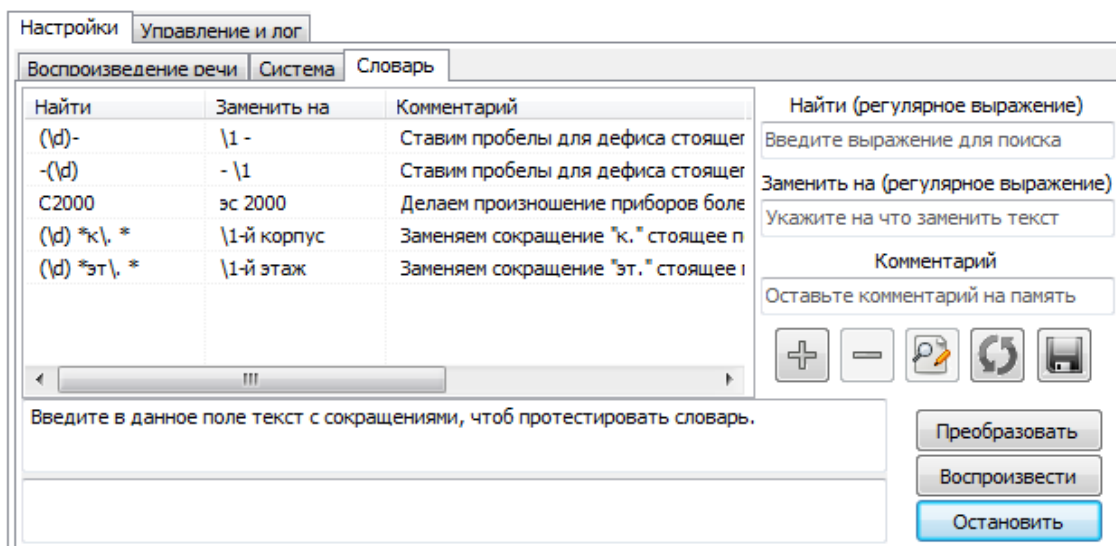 Настройки Управление и лог
Воспроизведение речи Система Словарь
Найти Заменить на Комментарий
(\d)- \1 - Ставим пробелы для дефиса стоящег
-(\d) - \1 Ставим пробелы для дефиса стоящег
С2000 эс 2000 Делаем произношение приборов боле
(\d) *к\. * \1-й корпус Заменяем сокращение "к." стоящее п
(\d) *эт\. * \1-й этаж Заменяем сокращение "эт." стоящее
Найти (регулярное выражение)
Введите выражение для поиска
Заменить на (регулярное выражение)
Укажите на что заменить текст
Комментарий
Оставьте комментарий на память
Введите в данное поле текст с сокращениями, чтоб протестировать словарь.
Преобразовать
Воспроизвести
Остановить